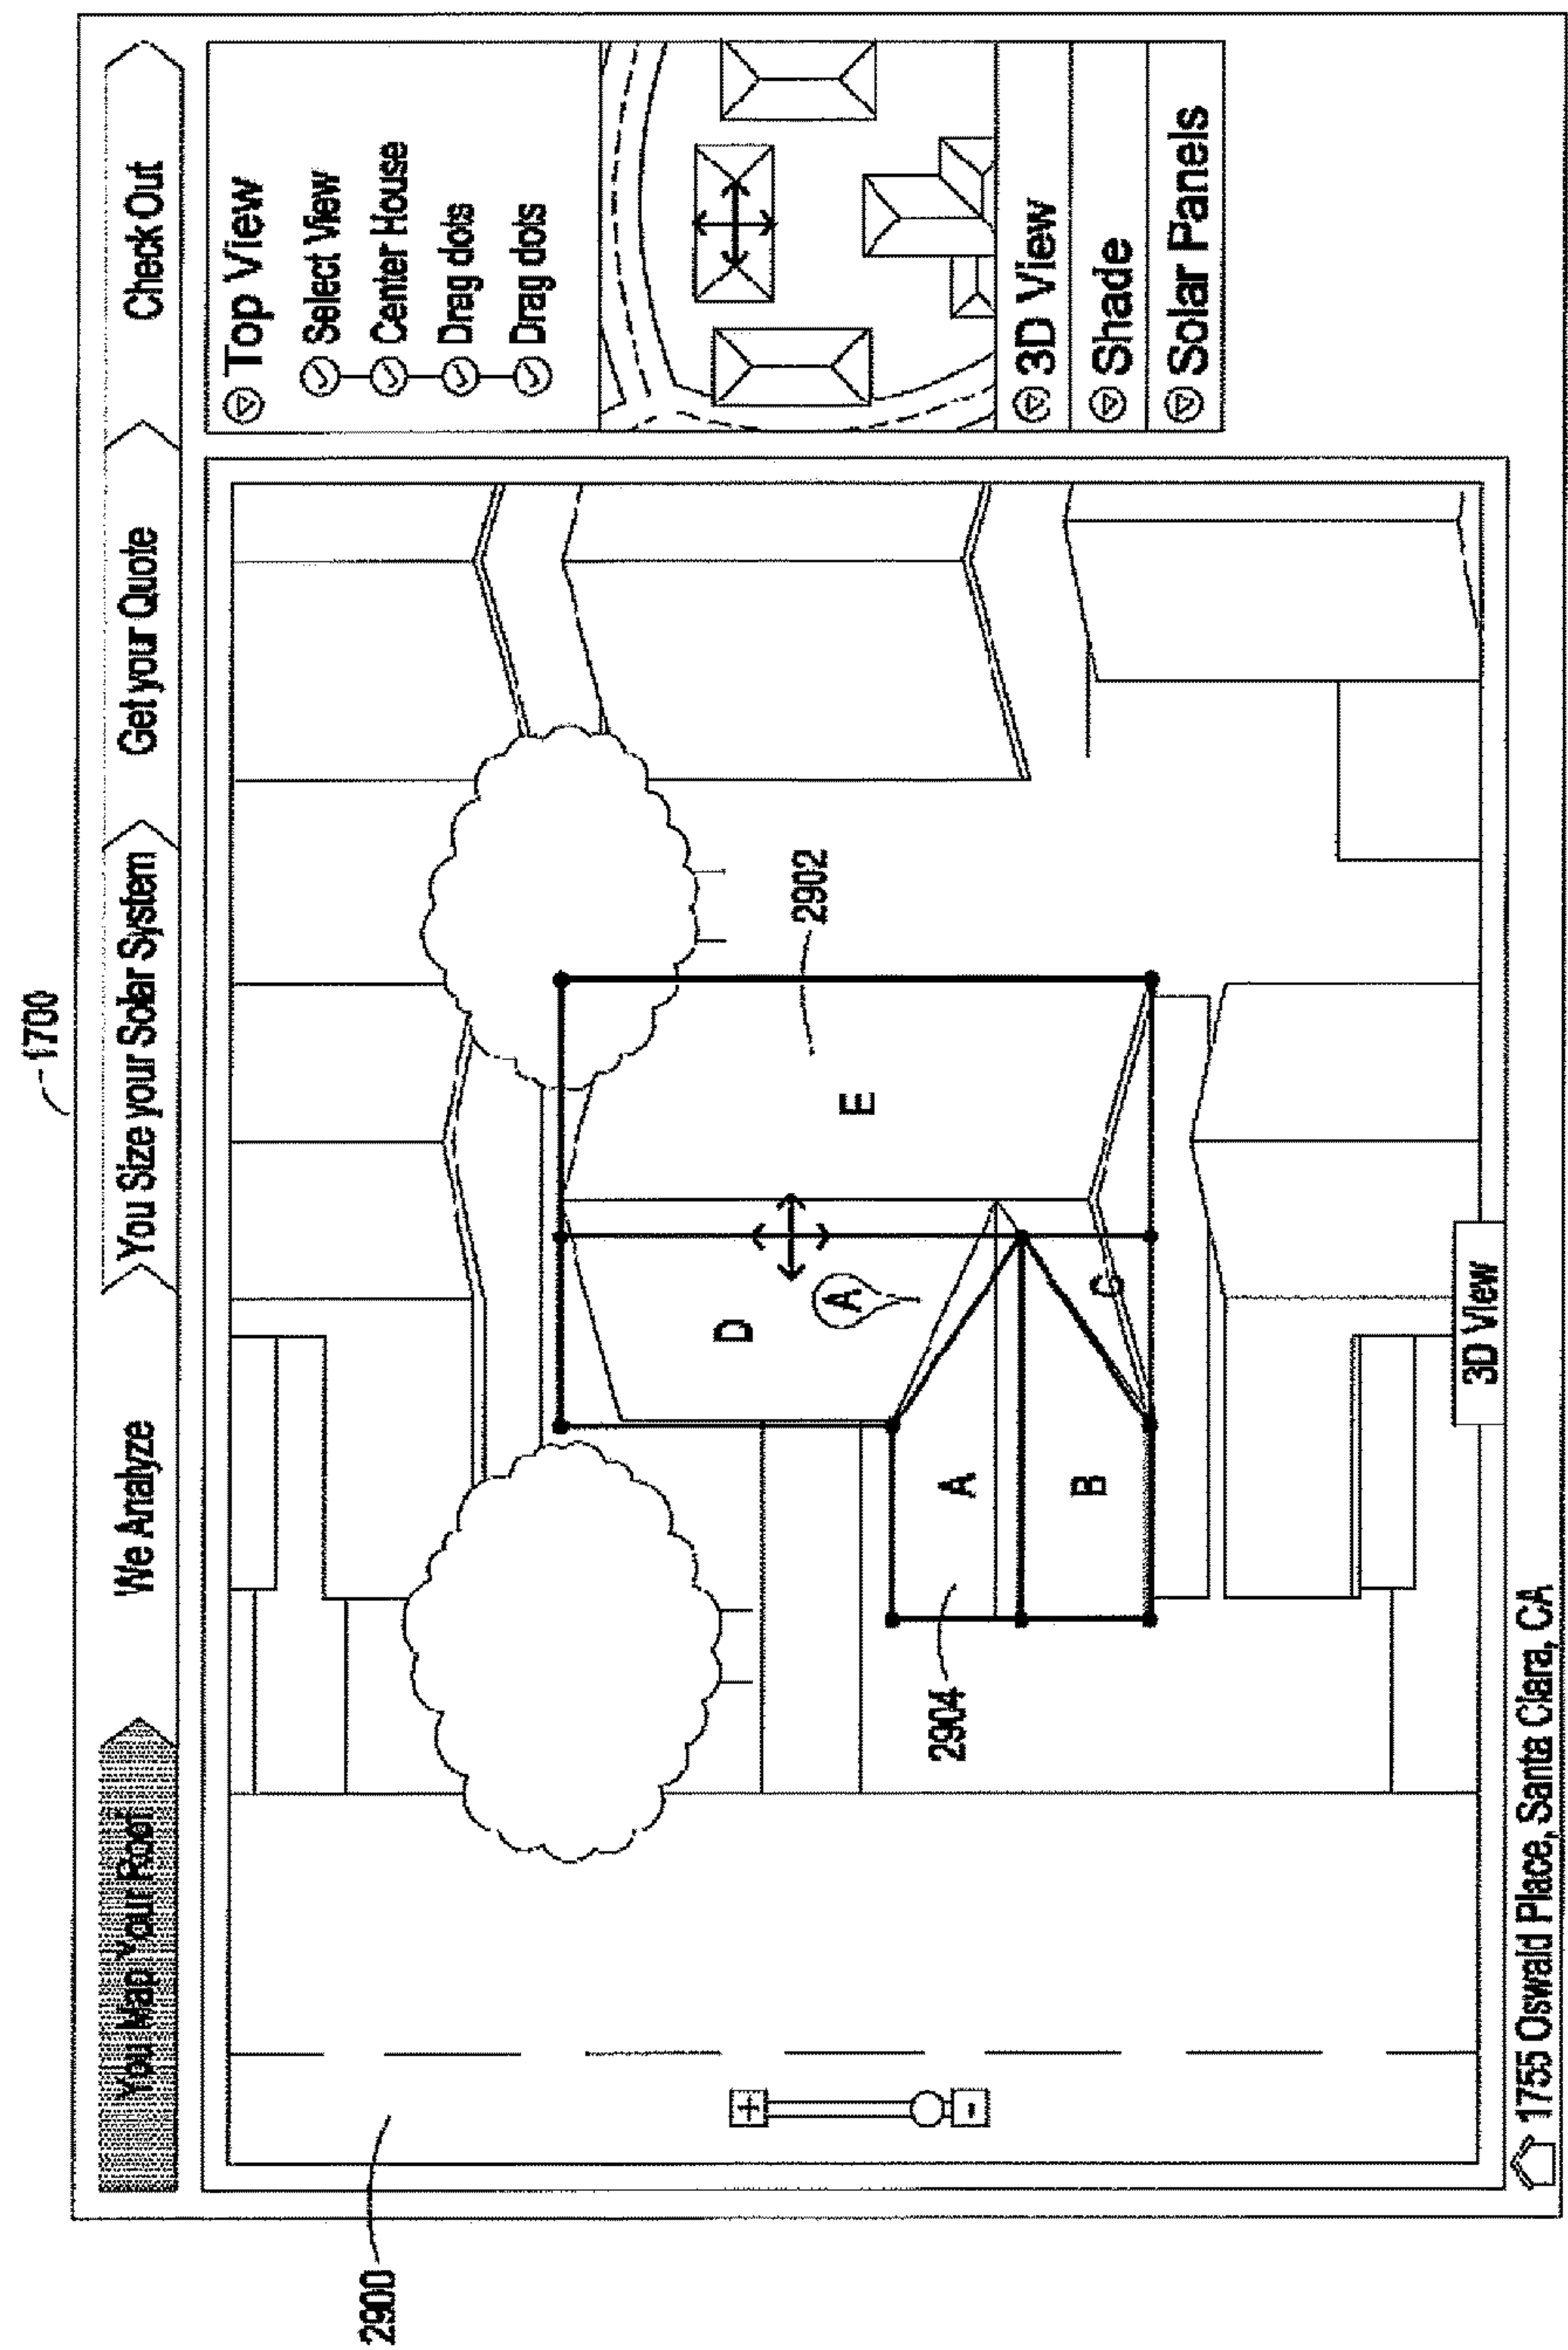 1700
You Map Your Roof
We Analyze
You Size your Solar System
Get your Quote
Check Out
2900
2904
2902
A
B
C
D
E
A
+
-
3D View
1755 Oswald Place, Santa Clara, CA
Top View
Select View
Center House
Drag dots
Drag dots
3D View
Shade
Solar Panels